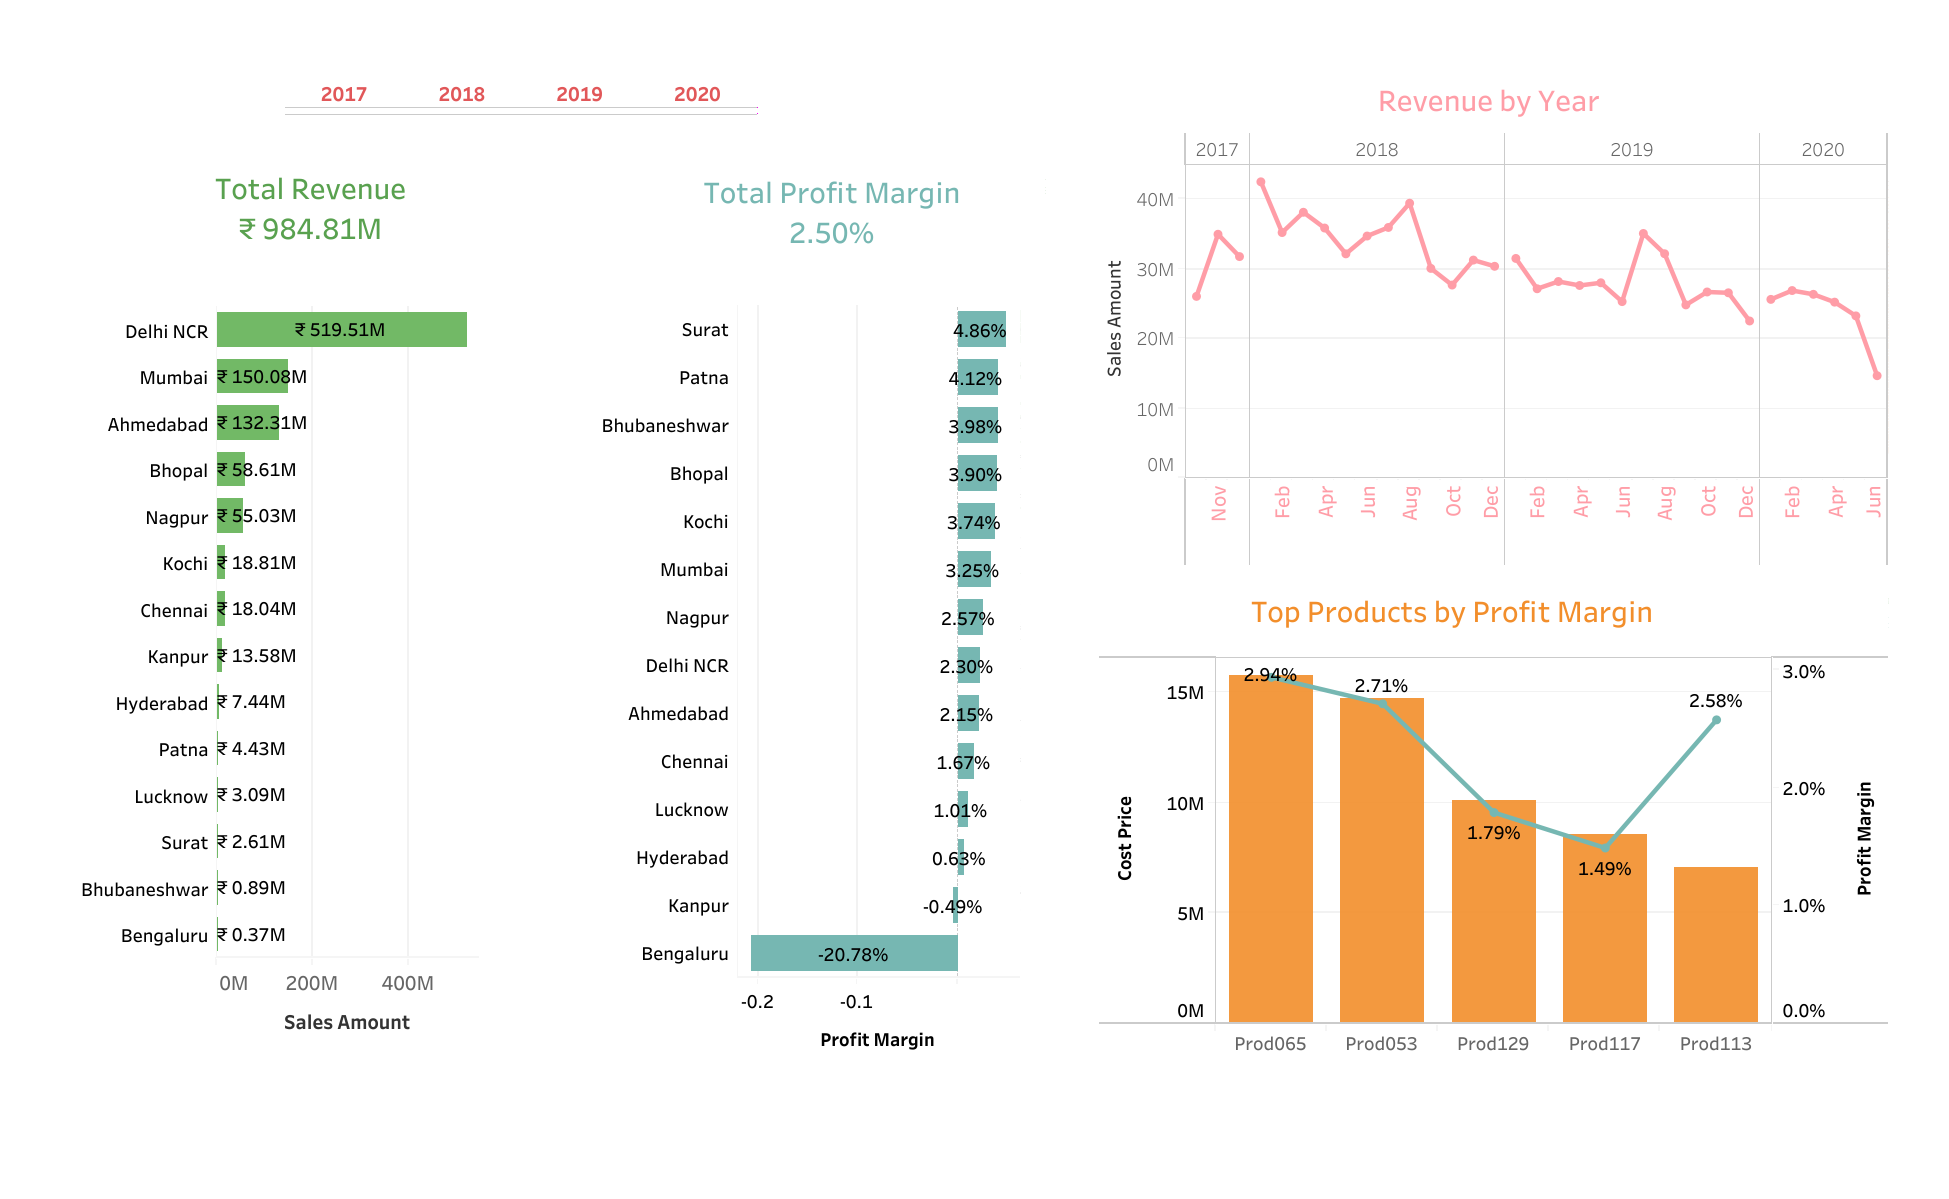 2017 2018 2019 2020
Total Revenue
₹ 984.81M
Delhi NCR ₹ 519.51M
Mumbai ₹ 150.08M
Ahmedabad ₹ 132.31M
Bhopal ₹ 58.61M
Nagpur ₹ 55.03M
Kochi ₹ 18.81M
Chennai ₹ 18.04M
Kanpur ₹ 13.58M
Hyderabad ₹ 7.44M
Patna ₹ 4.43M
Lucknow ₹ 3.09M
Surat ₹ 2.61M
Bhubaneshwar ₹ 0.89M
Bengaluru ₹ 0.37M
0M 200M 400M
Sales Amount
Total Profit Margin
2.50%
Surat 4.86%
Patna 4.12%
Bhubaneshwar 3.98%
Bhopal 3.90%
Kochi 3.74%
Mumbai 3.25%
Nagpur 2.57%
Delhi NCR 2.30%
Ahmedabad 2.15%
Chennai 1.67%
Lucknow 1.01%
Hyderabad 0.63%
Kanpur -0.49%
Bengaluru -20.78%
-0.2 -0.1
Profit Margin
Revenue by Year
2017 2018 2019 2020
Sales Amount
40M
30M
20M
10M
0M
Nov Feb Apr Jun Aug Oct Dec Feb Apr Jun Aug Oct Dec Feb Apr Jun
Top Products by Profit Margin
Cost Price
15M
10M
5M
0M
2.94% 2.71% 1.79% 1.49% 2.58%
3.0%
2.0%
1.0%
0.0%
Profit Margin
Prod065 Prod053 Prod129 Prod117 Prod113